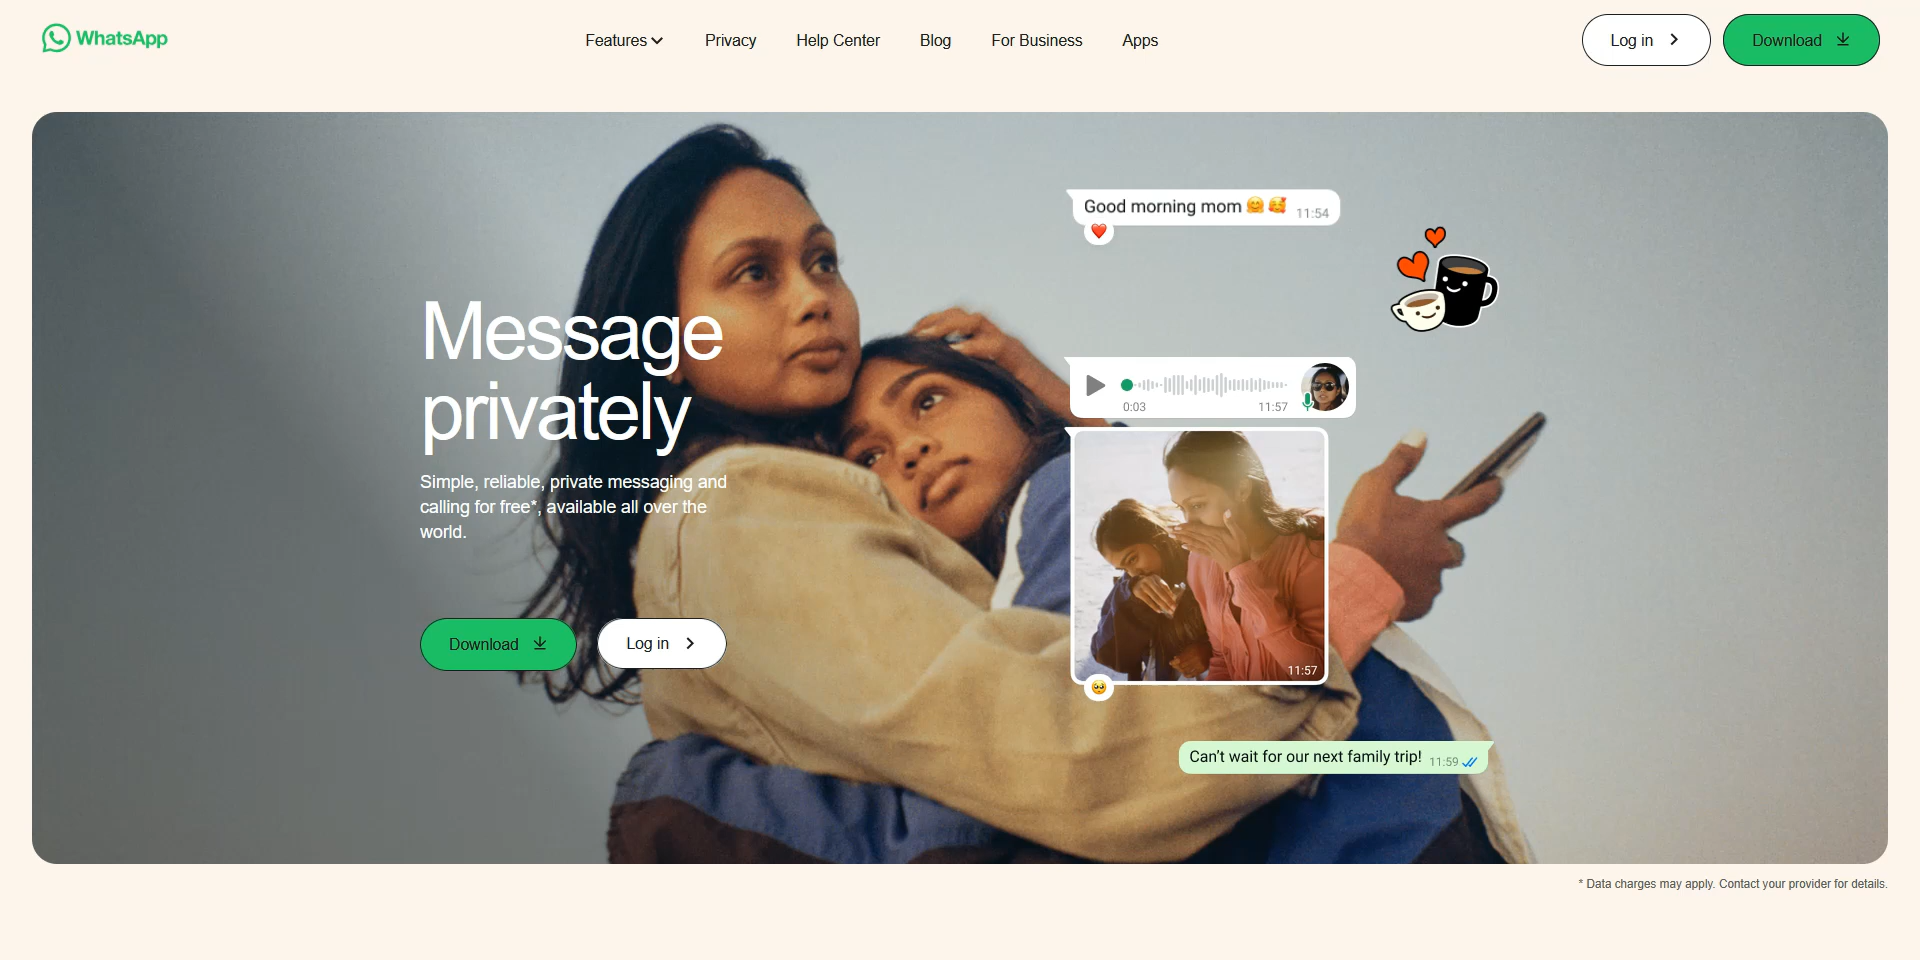 WhatsApp
Features
Privacy
Help Center
Blog
For Business
Apps
Log in
Download
Message
privately
Simple, reliable, private messaging and
calling for free*, available all over the
world.
Download
Log in
Good morning mom 🤗 🥰 11:54
0:03
11:57
11:57
Can't wait for our next family trip! 11:59
* Data charges may apply. Contact your provider for details.